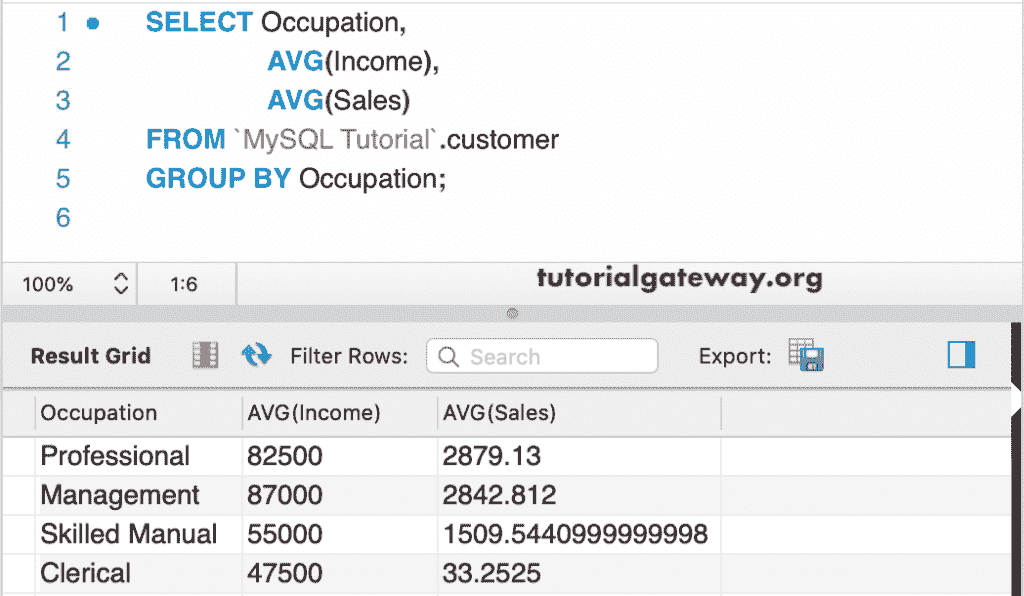 1 SELECT Occupation,
2 AVG(Income),
3 AVG(Sales)
4 FROM `MySQL Tutorial`.customer
5 GROUP BY Occupation;
6
100% 1:6 tutorialgateway.org
Result Grid Filter Rows: Search Export:
Occupation AVG(Income) AVG(Sales)
Professional 82500 2879.13
Management 87000 2842.812
Skilled Manual 55000 1509.5440999999998
Clerical 47500 33.2525